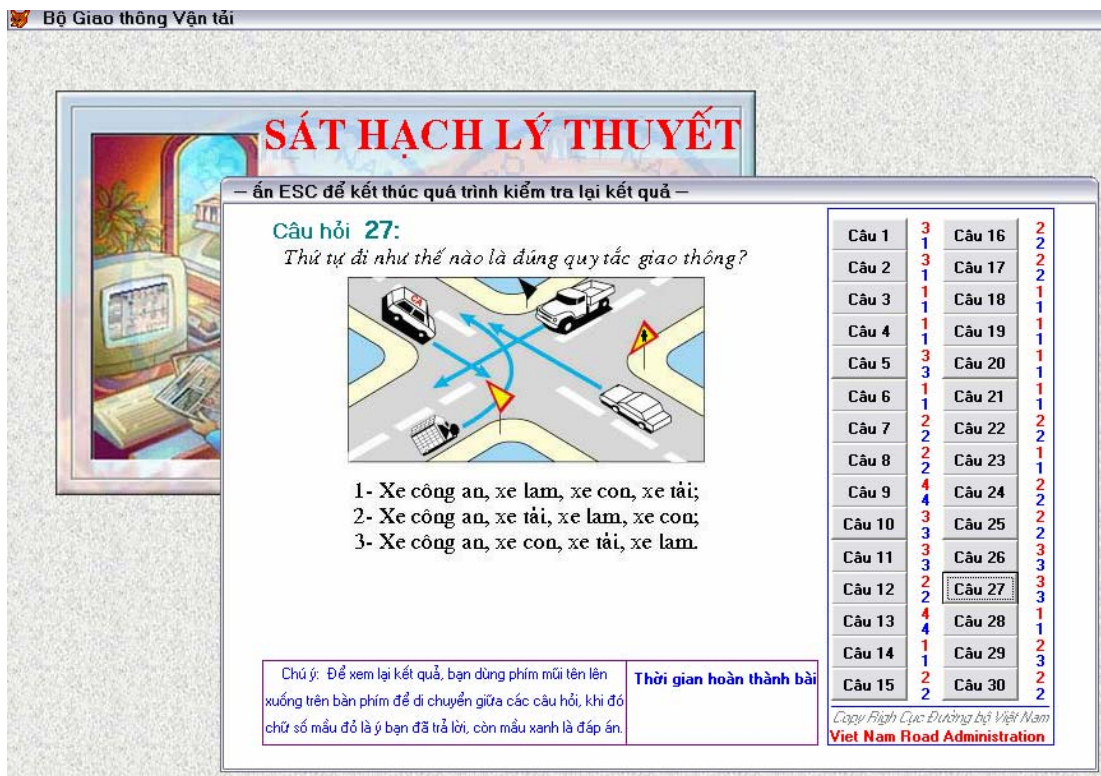 Bộ Giao thông Vận tải
SÁT HẠCH LÝ THUYẾT
– ấn ESC để kết thúc quá trình kiểm tra lại kết quả –
Câu hỏi 27:
Thứ tự đi như thế nào là đúng quy tắc giao thông?
CA
1- Xe công an, xe lam, xe con, xe tải;
2- Xe công an, xe tải, xe lam, xe con;
3- Xe công an, xe con, xe tải, xe lam.
Chú ý: Để xem lại kết quả, bạn dùng phím mũi tên lên
xuống trên bàn phím để di chuyển giữa các câu hỏi, khi đó
chữ số mầu đỏ là ý bạn đã trả lời, còn mầu xanh là đáp án.
Thời gian hoàn thành bài
Câu 1 3 1 Câu 16 2 2
Câu 2 3 1 Câu 17 2 2
Câu 3 1 1 Câu 18 1 1
Câu 4 1 1 Câu 19 1 1
Câu 5 3 3 Câu 20 1 1
Câu 6 1 1 Câu 21 1 1
Câu 7 2 2 Câu 22 2 2
Câu 8 2 2 Câu 23 1 1
Câu 9 4 4 Câu 24 2 2
Câu 10 3 3 Câu 25 2 2
Câu 11 3 3 Câu 26 3 3
Câu 12 2 2 Câu 27 3 3
Câu 13 4 4 Câu 28 1 1
Câu 14 1 1 Câu 29 2 3
Câu 15 2 2 Câu 30 2 2
Copy Righ Cục Đường bộ Việt Nam
Viet Nam Road Administration